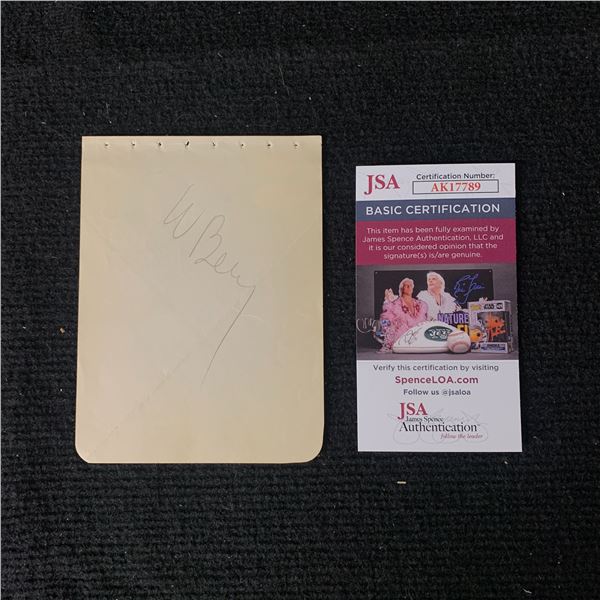 W Berry
JSA
Certification Number:
AK17789
BASIC CERTIFICATION
This item has been fully examined by
James Spence Authentication, LLC and
it is our considered opinion that the
signature(s) is/are genuine.
NATURE
Verify this certification by visiting
SpenceLOA.com
Follow us @jsaloa
JSA
James Spence
Authentication
follow the leader